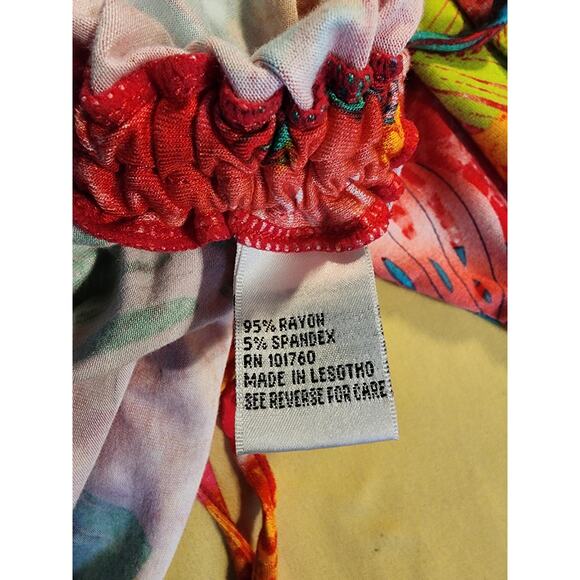 95% RAYON
5% SPANDEX
RN 101760
MADE IN LESOTHO
SEE REVERSE FOR CARE